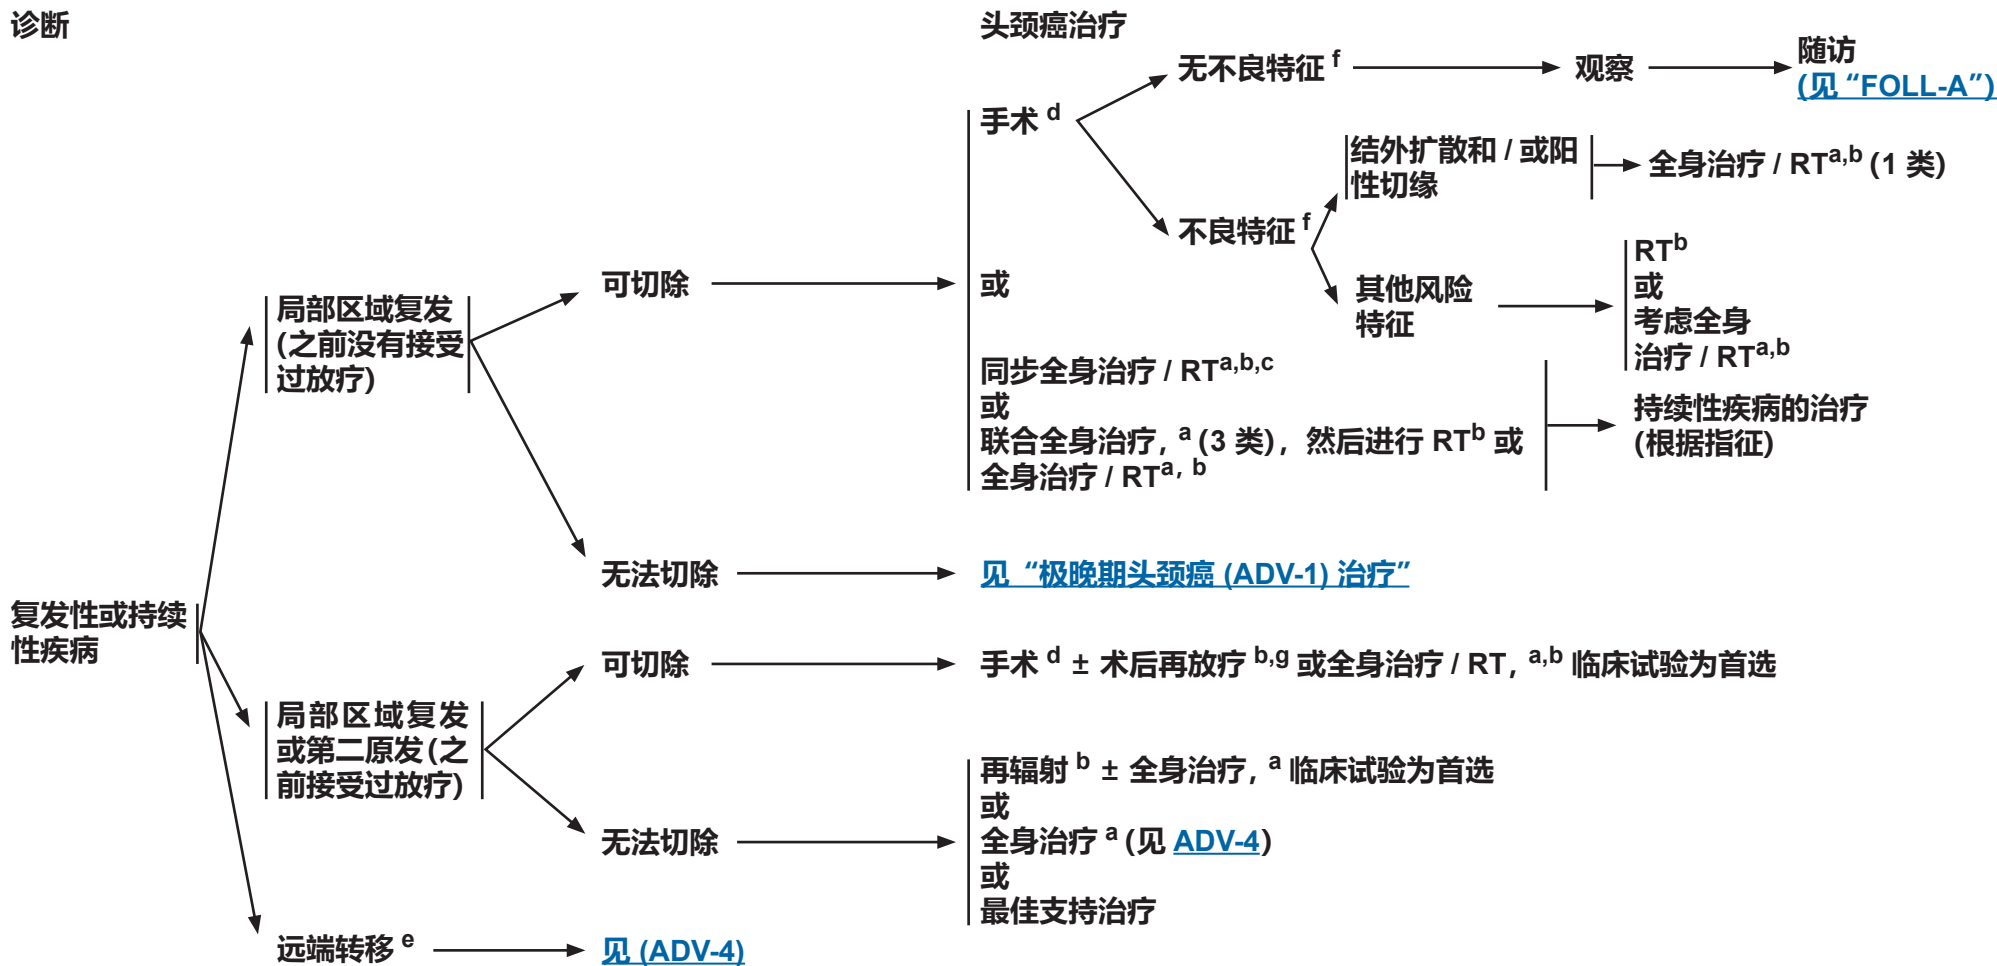 诊断
头颈癌治疗
无不良特征 f
观察
随访
(见 “FOLL-A”)
手术 d
结外扩散和 / 或阳
性切缘
全身治疗 / RTa,b (1 类)
不良特征 f
其他风险
特征
RTb
或
考虑全身
治疗 / RTa,b
局部区域复发
(之前没有接受
过放疗)
可切除
或
同步全身治疗 / RTa,b,c
或
联合全身治疗, a (3 类), 然后进行 RTb 或
全身治疗 / RTa, b
持续性疾病的治疗
(根据指征)
无法切除
见 “极晚期头颈癌 (ADV-1) 治疗”
复发性或持续
性疾病
可切除
手术 d ± 术后再放疗 b,g 或全身治疗 / RT, a,b 临床试验为首选
局部区域复发
或第二原发 (之
前接受过放疗)
再辐射 b ± 全身治疗, a 临床试验为首选
或
无法切除
全身治疗 a (见 ADV-4)
或
最佳支持治疗
远端转移 e
见 (ADV-4)